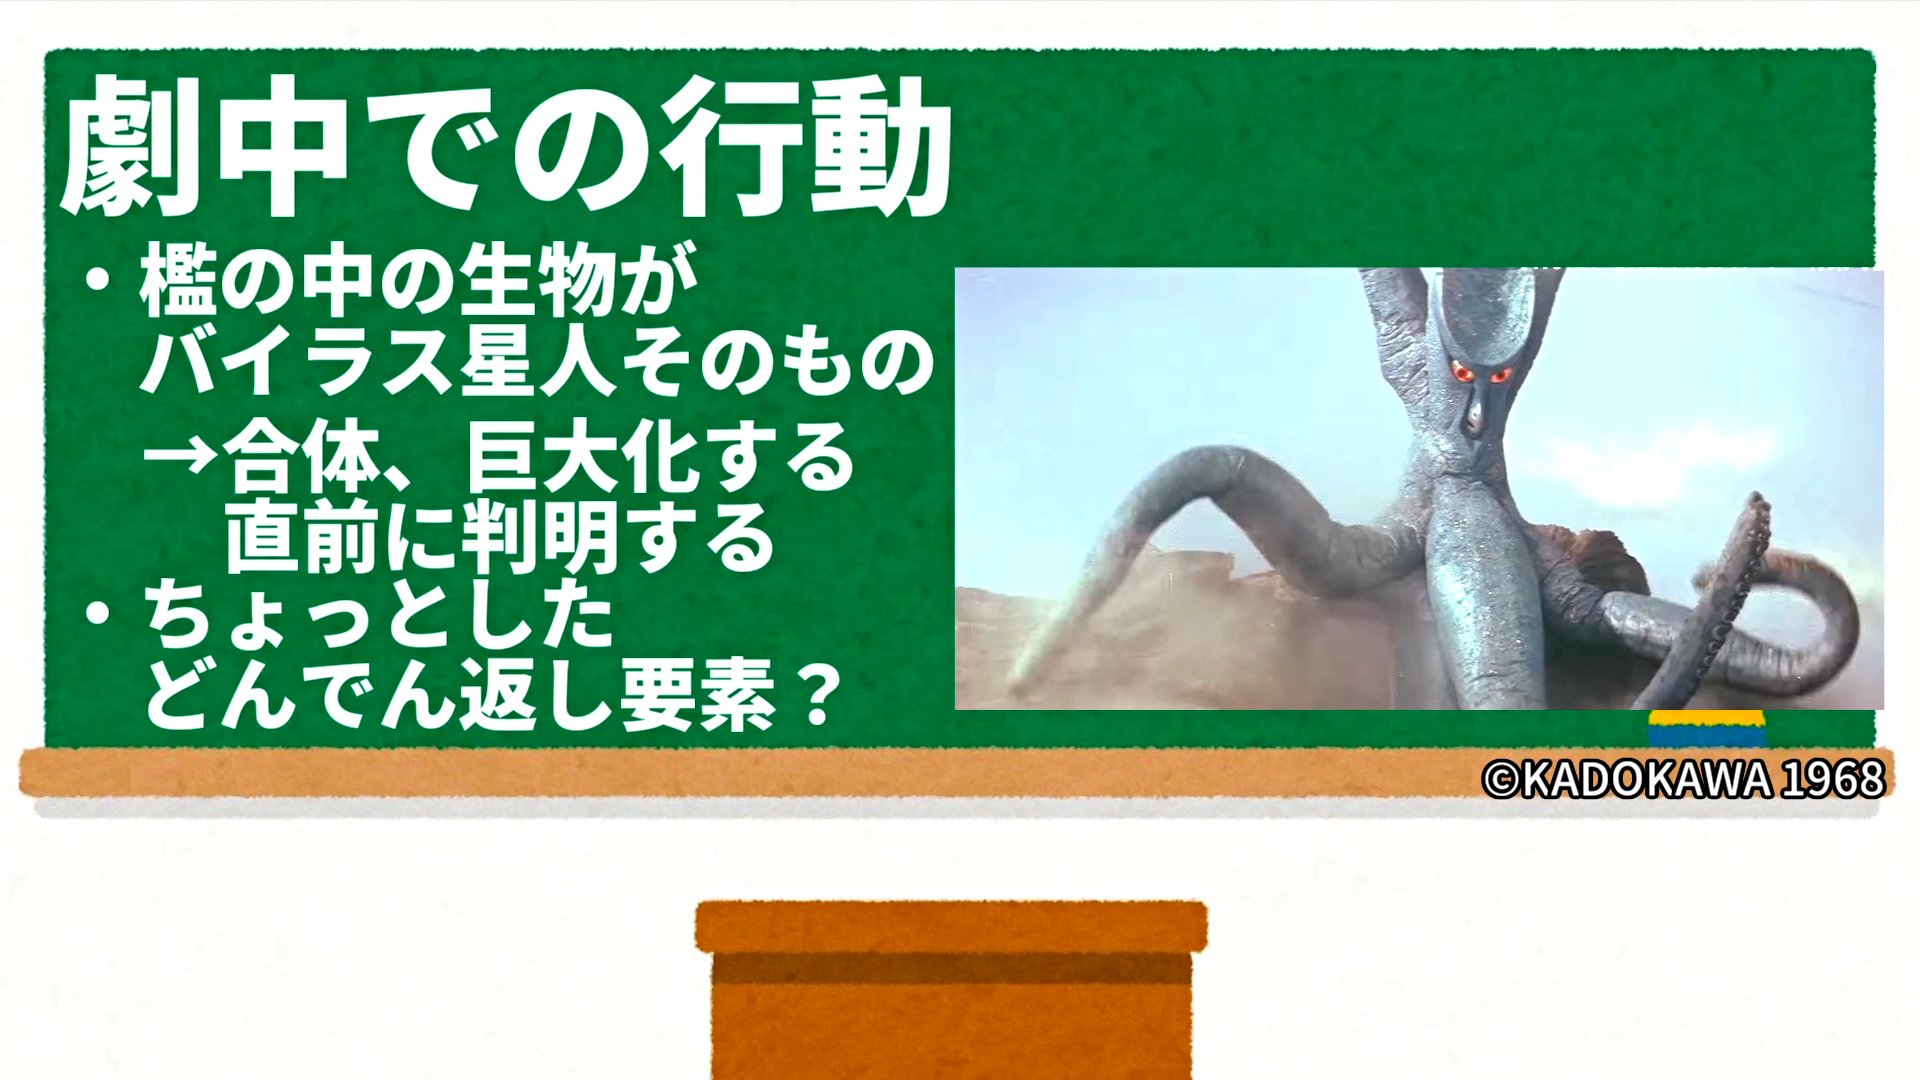 劇中での行動
・檻の中の生物が
バイラス星人そのもの
→合体、巨大化する
直前に判明する
・ちょっとした
どんでん返し要素？
©KADOKAWA 1968